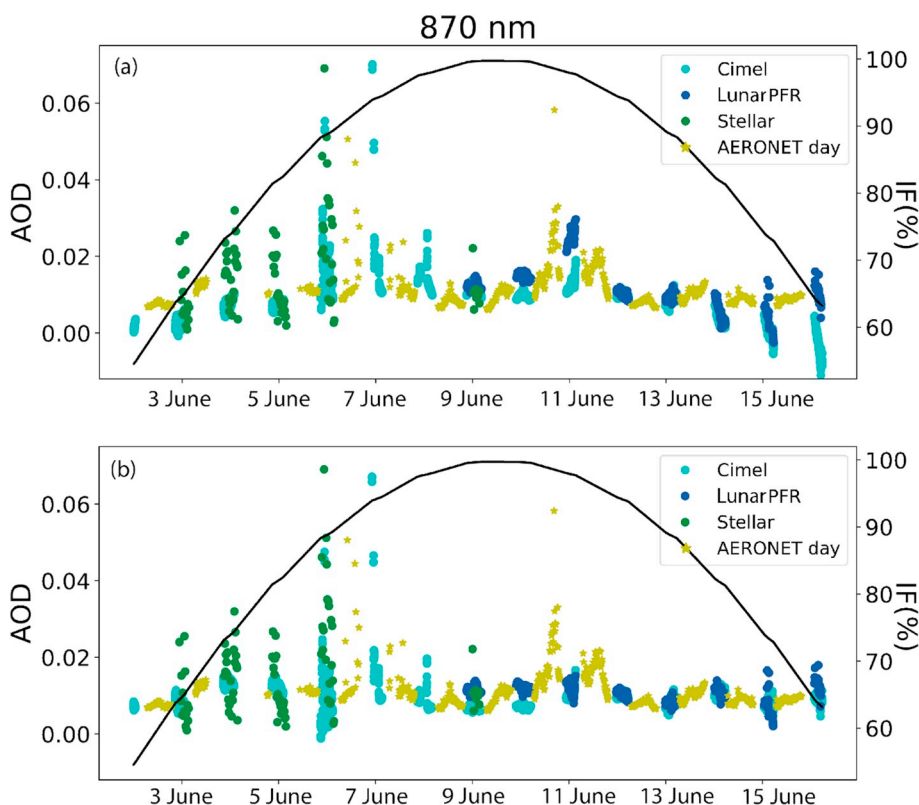 870 nm
(a)
Cimel
LunarPFR
Stellar
AERONET day
AOD
0.06
0.04
0.02
0.00
100
90
80
70
60
IF(%)
3 June 5 June 7 June 9 June 11 June 13 June 15 June
(b)
Cimel
LunarPFR
Stellar
AERONET day
AOD
0.06
0.04
0.02
0.00
100
90
80
70
60
IF(%)
3 June 5 June 7 June 9 June 11 June 13 June 15 June